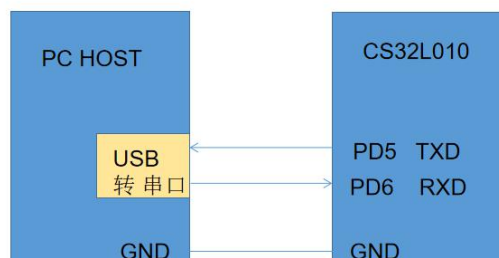 PC HOST
CS32L010
USB
转 串口
PD5 TXD
PD6 RXD
GND
GND